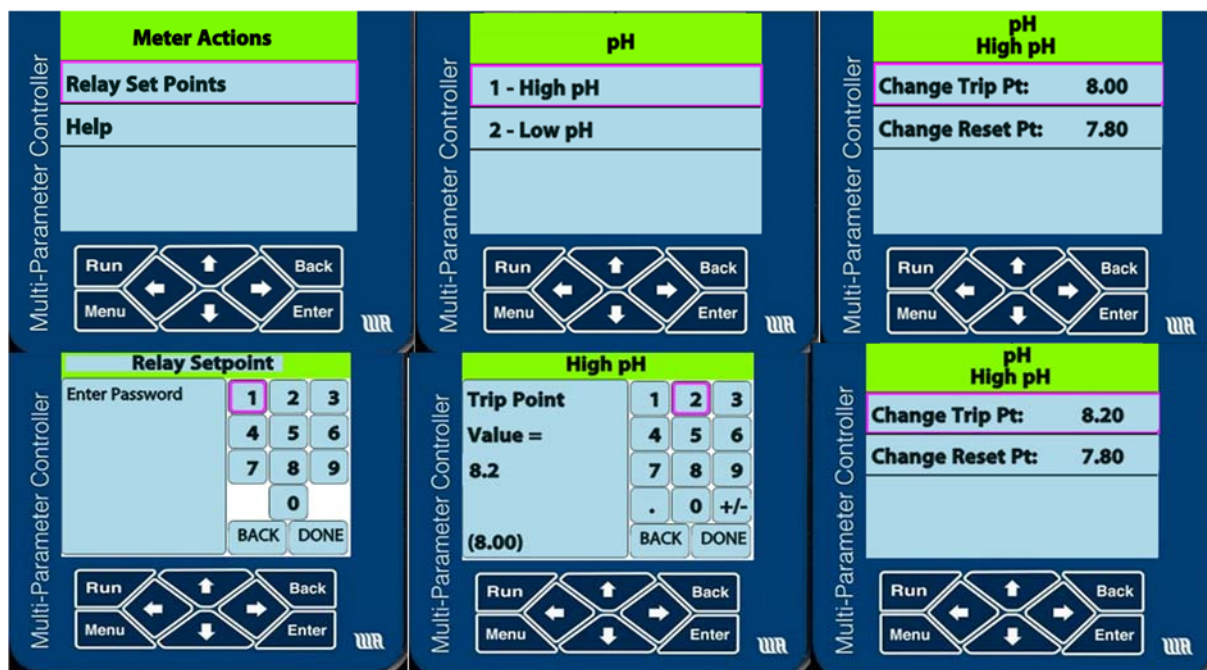 Multi-Parameter Controller
Meter Actions
Relay Set Points
Help
Run
Back
Menu
Enter
WA
Multi-Parameter Controller
pH
1 - High pH
2 - Low pH
Run
Back
Menu
Enter
WA
Multi-Parameter Controller
pH
High pH
Change Trip Pt: 8.00
Change Reset Pt: 7.80
Run
Back
Menu
Enter
WA
Multi-Parameter Controller
Relay Setpoint
Enter Password
1 2 3
4 5 6
7 8 9
0
BACK DONE
Run
Back
Menu
Enter
WA
Multi-Parameter Controller
High pH
Trip Point
Value =
8.2
(8.00)
1 2 3
4 5 6
7 8 9
. 0 +/-
BACK DONE
Run
Back
Menu
Enter
WA
Multi-Parameter Controller
pH
High pH
Change Trip Pt: 8.20
Change Reset Pt: 7.80
Run
Back
Menu
Enter
WA